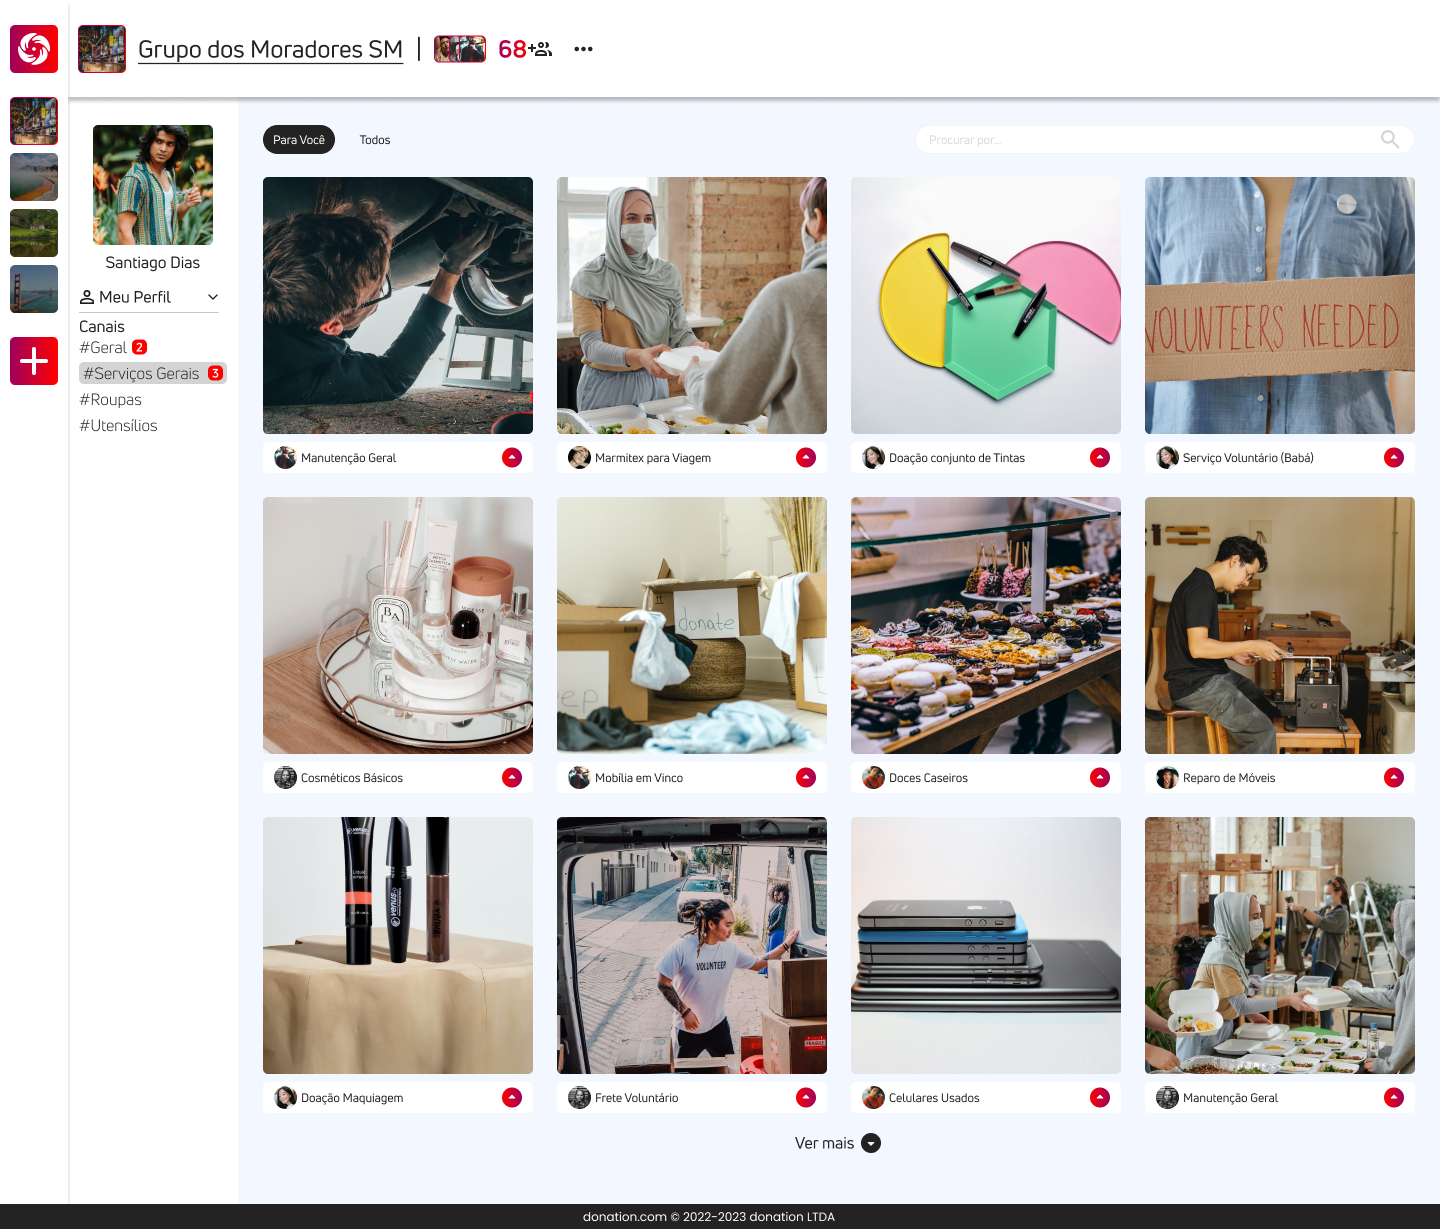 Grupo dos Moradores SM | 68
Para Você
Todos
Procurar por...
Santiago Dias
Meu Perfil
Canais
#Geral 2
#Serviços Gerais 3
#Roupas
#Utensílios
VOLUNTEERS NEEDED
Manutenção Geral
Marmitex para Viagem
Doação conjunto de Tintas
Serviço Voluntário (Babá)
donate
Cosméticos Básicos
Mobília em Vinco
Doces Caseiros
Reparo de Móveis
venus
VOLUNTEER
FRAGILE
Doação Maquiagem
Frete Voluntário
Celulares Usados
Manutenção Geral
Ver mais
donation.com © 2022-2023 donation LTDA